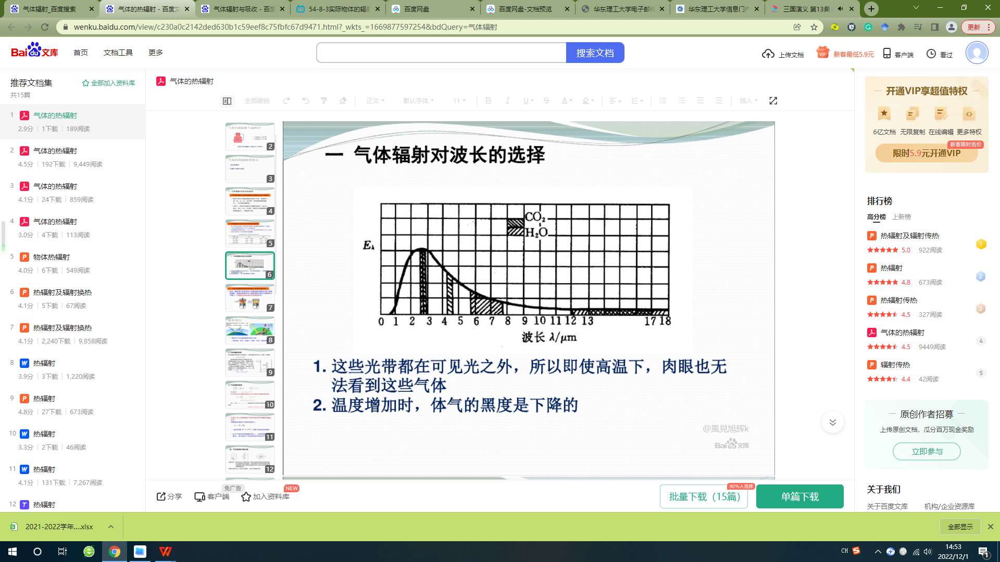 气体辐射_百度搜索
气体的热辐射 - 百度文
气体辐射与吸收 - 百度
54-8-3实际物体的辐
百度网盘
百度网盘-文档预览
华东理工大学电子邮件
华东理工大学信息门户
三国演义 第13集
wenku.baidu.com/view/c230a0c2142ded630b1c59eef8c75fbfc67d9471.html?_wkts_=1669877597254&bdQuery=气体辐射
更新
Baidu文库
首页
文档工具
更多
搜索文档
上传文档
VIP
新客最低5.9元
客户端
看过
推荐文档集
全部加入资料库
共15篇
1 气体的热辐射
2.9分 1下载 189阅读
2 气体的热辐射
4.5分 192下载 9,449阅读
3 气体的热辐射
4.1分 24下载 859阅读
4 气体的热辐射
3.0分 4下载 113阅读
5 物体热辐射
4.0分 6下载 549阅读
6 热辐射及辐射换热
4.1分 5下载 67阅读
7 热辐射及辐射换热
4.1分 2,240下载 9,858阅读
8 热辐射
3.9分 3下载 1,220阅读
9 热辐射
4.8分 27下载 673阅读
10 热辐射
3.3分 2下载 46阅读
11 热辐射
4.1分 131下载 7,267阅读
12 热辐射
气体的热辐射
全部撤销
正文
默认字体
11
B I U S A
插入
2
3
4
5
6
7
8
9
10
11
12
一 气体辐射对波长的选择
CO₂
H₂O
Eλ
0 1 2 3 4 5 6 7 8 9 10 11 12 13 17 18
波长 λ/μm
1. 这些光带都在可见光之外，所以即使高温下，肉眼也无
法看到这些气体
2. 温度增加时，体气的黑度是下降的
@風見旭辉k
Baidu文库
分享
免广告
客户端
加入资料库
NEW
批量下载（15篇）
90%人选择
单篇下载
开通VIP享超值特权
6亿文档 无限复制 在线编辑 更多特权
新客限时低价
限时5.9元开通VIP
排行榜
高分榜 上新榜
热辐射及辐射传热
5.0 922阅读
1
热辐射
4.8 673阅读
2
热辐射传热
4.5 327阅读
3
气体的热辐射
4.5 9449阅读
4
辐射传热
4.4 42阅读
5
原创作者招募
上传原创文档，瓜分百万现金奖励
立即参与
关于我们
关于百度文库 机构/企业资源库
2021-2022学年....xlsx
全部显示
CH
14:53
2022/12/1
1